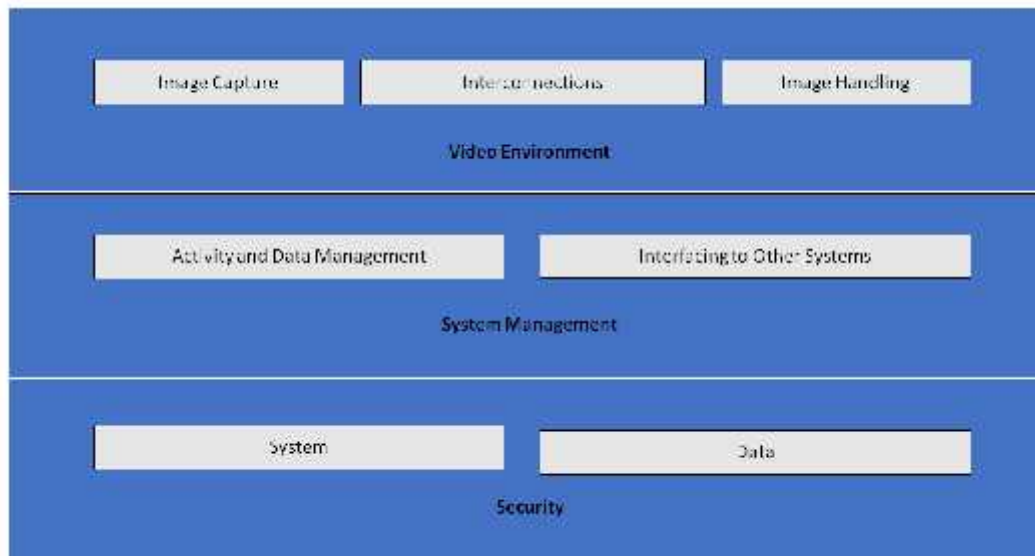 Image Capture
Interconnections
Image Handling
Video Environment
Activity and Data Management
Interfacing to Other Systems
System Management
System
Data
Security